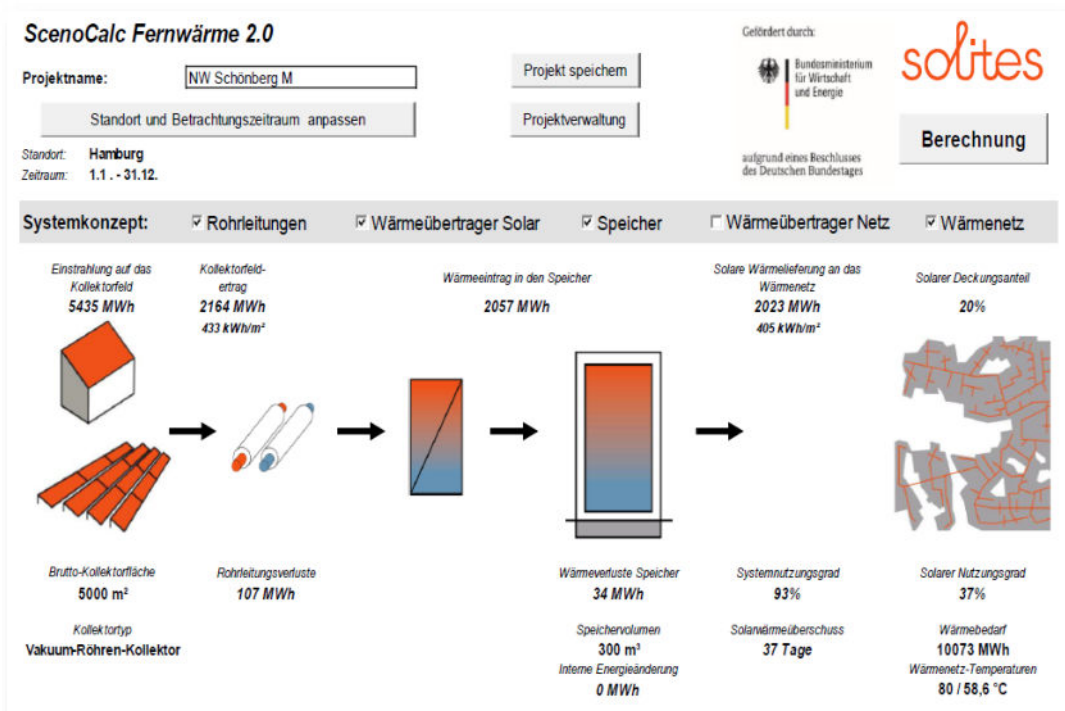 ScenoCalc Fernwärme 2.0
Gefördert durch:
Bundesministerium
für Wirtschaft
und Energie
aufgrund eines Beschlusses
des Deutschen Bundestages
solites
Projektname:
NW Schönberg M
Projekt speichern
Standort und Betrachtungszeitraum anpassen
Projektverwaltung
Berechnung
Standort: Hamburg
Zeitraum: 1.1 . - 31.12.
Systemkonzept: Rohrleitungen Wärmeübertrager Solar Speicher Wärmeübertrager Netz Wärmenetz
Einstrahlung auf das
Kollektorfeld
5435 MWh
Kollektorfeld-
ertrag
2164 MWh
433 kWh/m²
Wärmeeintrag in den Speicher
2057 MWh
Solare Wärmelieferung an das
Wärmenetz
2023 MWh
405 kWh/m²
Solarer Deckungsanteil
20%
Brutto-Kollektorfläche
5000 m²
Kollektortyp
Vakuum-Röhren-Kollektor
Rohrleitungsverluste
107 MWh
Wärmeverluste Speicher
34 MWh
Speichervolumen
300 m³
Interne Energieänderung
0 MWh
Systemnutzungsgrad
93%
Solarwärmeüberschuss
37 Tage
Solarer Nutzungsgrad
37%
Wärmebedarf
10073 MWh
Wärmenetz-Temperaturen
80 / 58,6 °C